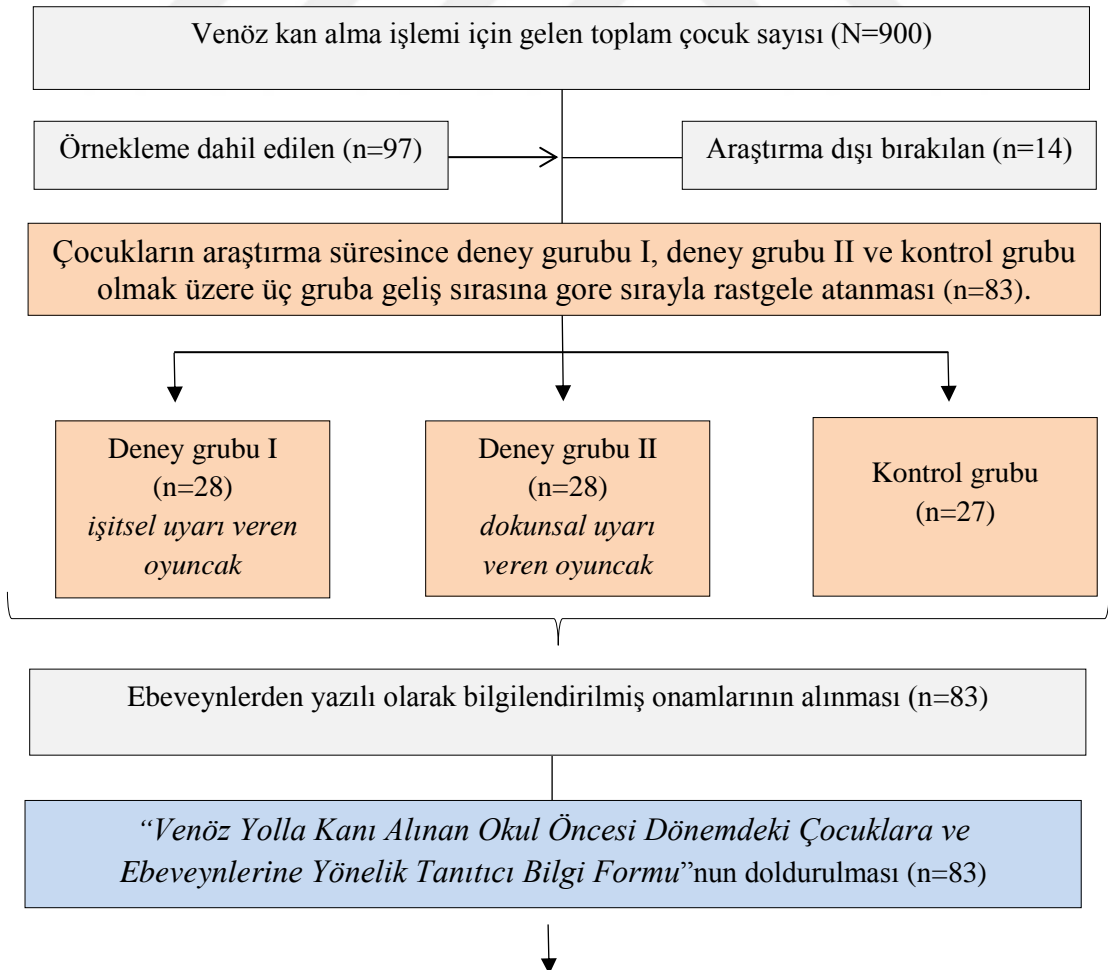 Venöz kan alma işlemi için gelen toplam çocuk sayısı (N=900)
Örnekleme dahil edilen (n=97)
Araştırma dışı bırakılan (n=14)
Çocukların araştırma süresince deney gurubu I, deney grubu II ve kontrol grubu
olmak üzere üç gruba geliş sırasına gore sırayla rastgele atanması (n=83).
Deney grubu I
(n=28)
işitsel uyarı veren
oyuncak
Deney grubu II
(n=28)
dokunsal uyarı
veren oyuncak
Kontrol grubu
(n=27)
Ebeveynlerden yazılı olarak bilgilendirilmiş onamlarının alınması (n=83)
“Venöz Yolla Kanı Alınan Okul Öncesi Dönemdeki Çocuklara ve
Ebeveynlerine Yönelik Tanıtıcı Bilgi Formu”nun doldurulması (n=83)